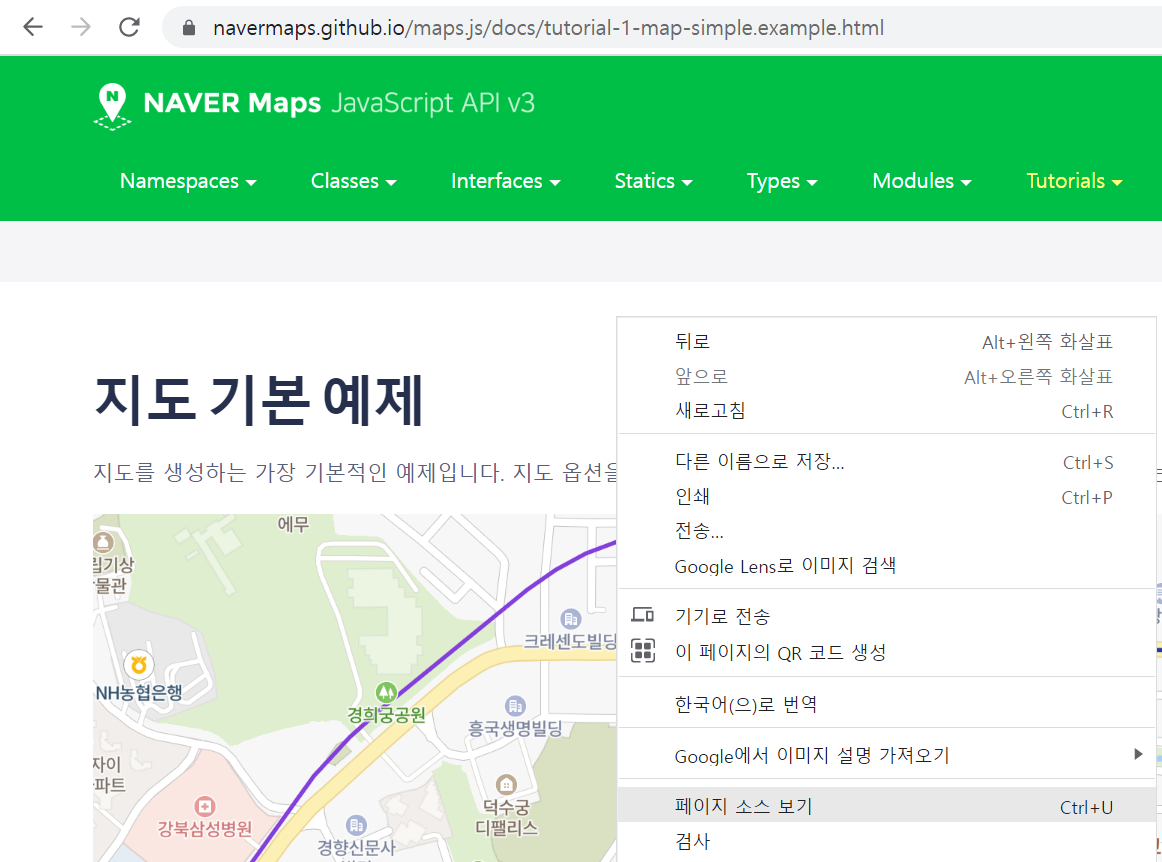 navermaps.github.io/maps.js/docs/tutorial-1-map-simple.example.html
N NAVER Maps JavaScript API v3
Namespaces Classes Interfaces Statics Types Modules Tutorials
지도 기본 예제
지도를 생성하는 가장 기본적인 예제입니다. 지도 옵션을
뒤로 Alt+왼쪽 화살표
앞으로 Alt+오른쪽 화살표
새로고침 Ctrl+R
다른 이름으로 저장... Ctrl+S
인쇄 Ctrl+P
전송...
Google Lens로 이미지 검색
기기로 전송
이 페이지의 QR 코드 생성
한국어(으)로 번역
Google에서 이미지 설명 가져오기
페이지 소스 보기 Ctrl+U
검사
에무
립기상
물관
크레센도빌딩
NH농협은행
경희궁공원
흥국생명빌딩
자이
파트
덕수궁
디팰리스
강북삼성병원
경향신문사